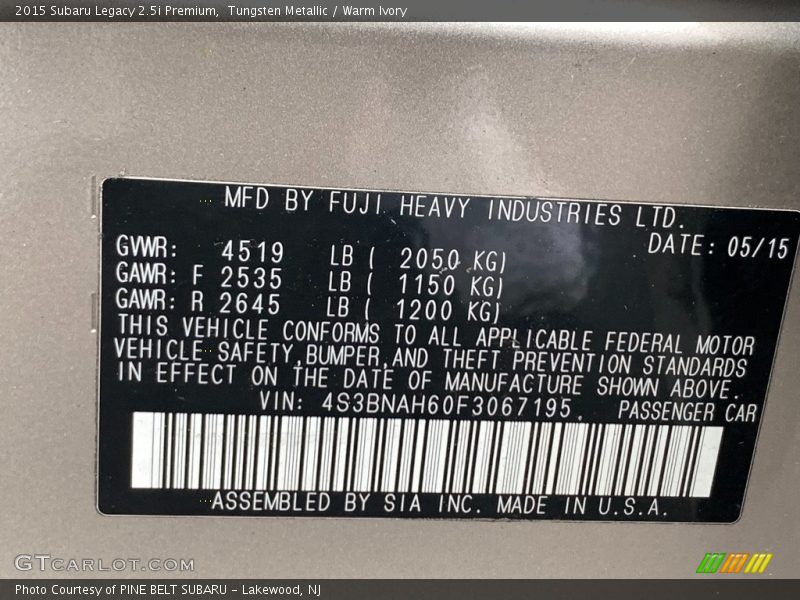 2015 Subaru Legacy 2.5i Premium,  Tungsten Metallic / Warm Ivory
MFD BY FUJI HEAVY INDUSTRIES LTD.
DATE: 05/15
GVWR: 4519 LB ( 2050 KG)
GAWR: F 2535 LB ( 1150 KG)
GAWR: R 2645 LB ( 1200 KG)
THIS VEHICLE CONFORMS TO ALL APPLICABLE FEDERAL MOTOR
VEHICLE SAFETY,BUMPER,AND THEFT PREVENTION STANDARDS
IN EFFECT ON THE DATE OF MANUFACTURE SHOWN ABOVE.
VIN: 4S3BNAH60F3067195. PASSENGER CAR
ASSEMBLED BY SIA INC. MADE IN U.S.A.
GTCARLOT.COM
Photo Courtesy of PINE BELT SUBARU - Lakewood, NJ